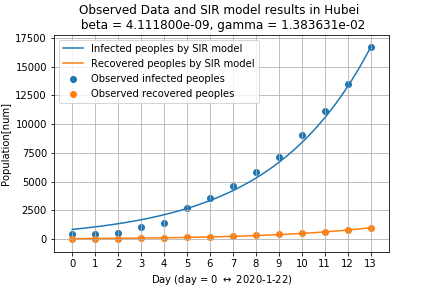 Observed Data and SIR model results in Hubei
beta = 4.111800e-09, gamma = 1.383631e-02
Infected peoples by SIR model
Recovered peoples by SIR model
Observed infected peoples
Observed recovered peoples
Population[num]
17500
15000
12500
10000
7500
5000
2500
0
0 1 2 3 4 5 6 7 8 9 10 11 12 13
Day (day = 0 ↔ 2020-1-22)